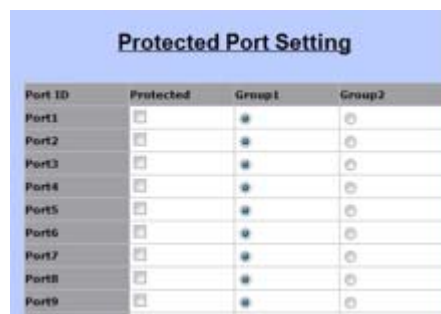 Protected Port Setting
Port ID Protected Group1 Group2
Port1
Port2
Port3
Port4
Port5
Port6
Port7
Port8
Port9